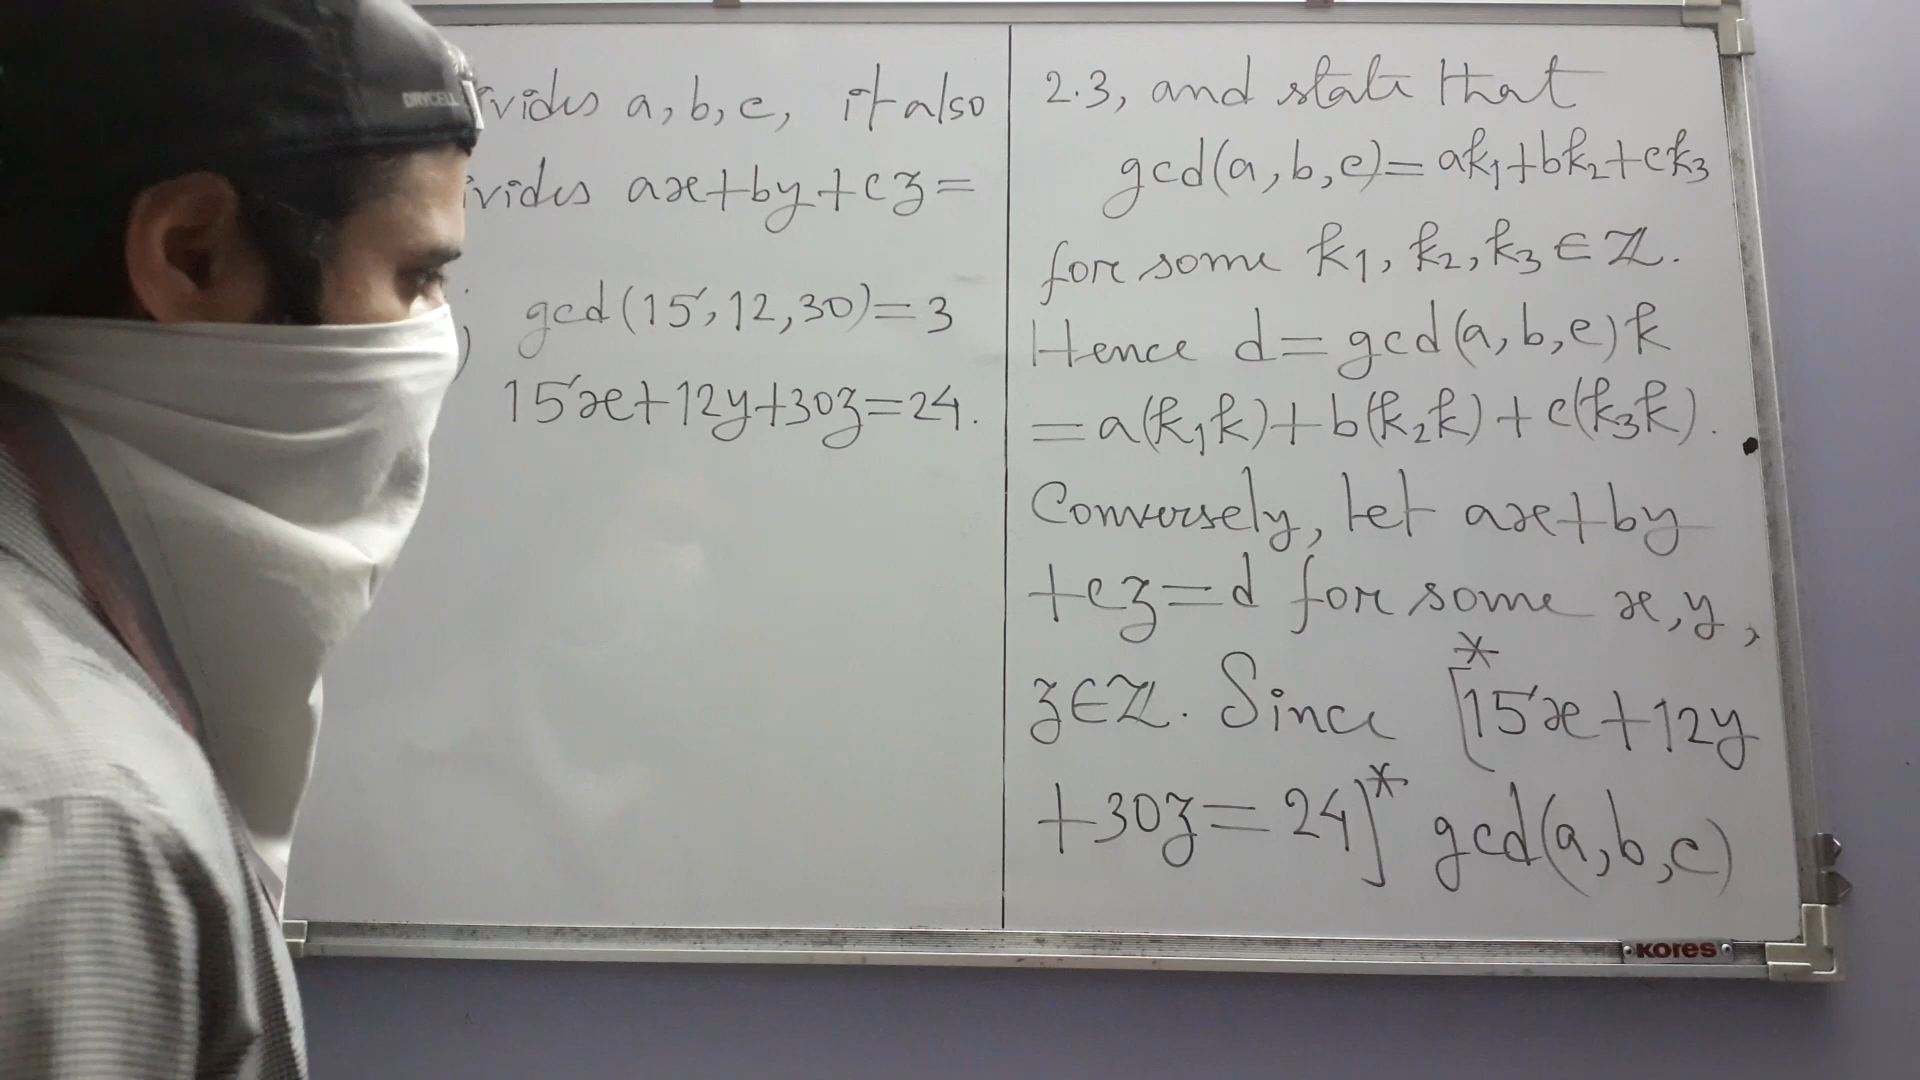 DRYCELL
vides a, b, c, it also
ivides ax+by+cz=
gcd(15, 12, 30)=3
15x+12y+30z=24.
2.3, and state that
gcd(a, b, c)=ak₁+bk₂+ck₃
for some k₁, k₂, k₃ ∈ ℤ.
Hence d=gcd(a, b, c)k
=a(k₁k)+b(k₂k)+c(k₃k).
Conversely, let ax+by
+cz=d for some x, y,
z∈ℤ. Since *[15x+12y
+30z=24]* gcd(a, b, c)
kores